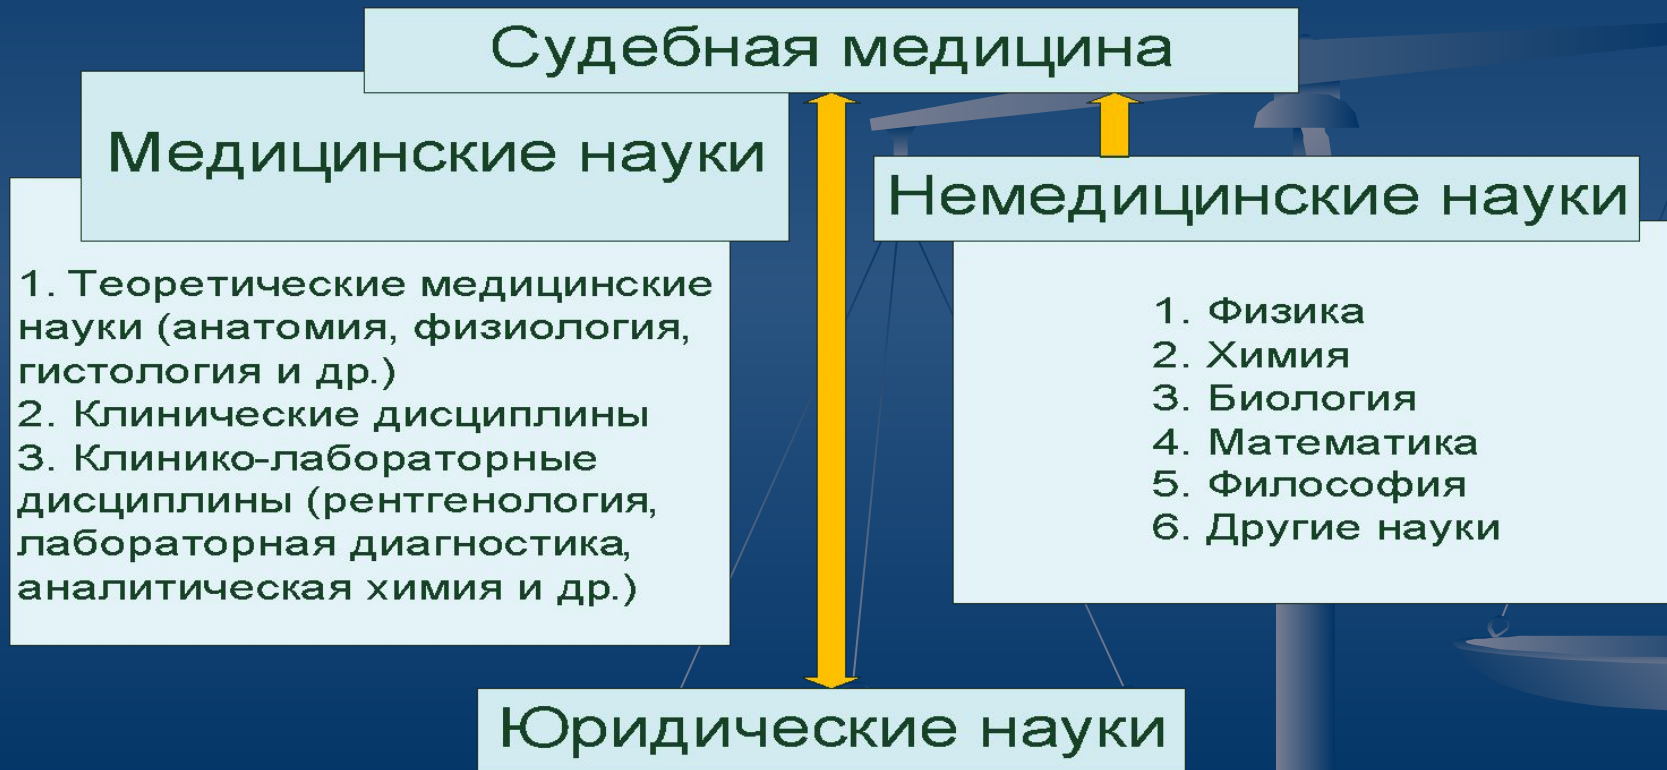 Судебная медицина
Медицинские науки
1. Теоретические медицинские
науки (анатомия, физиология,
гистология и др.)
2. Клинические дисциплины
3. Клинико-лабораторные
дисциплины (рентгенология,
лабораторная диагностика,
аналитическая химия и др.)
Немедицинские науки
1. Физика
2. Химия
3. Биология
4. Математика
5. Философия
6. Другие науки
Юридические науки